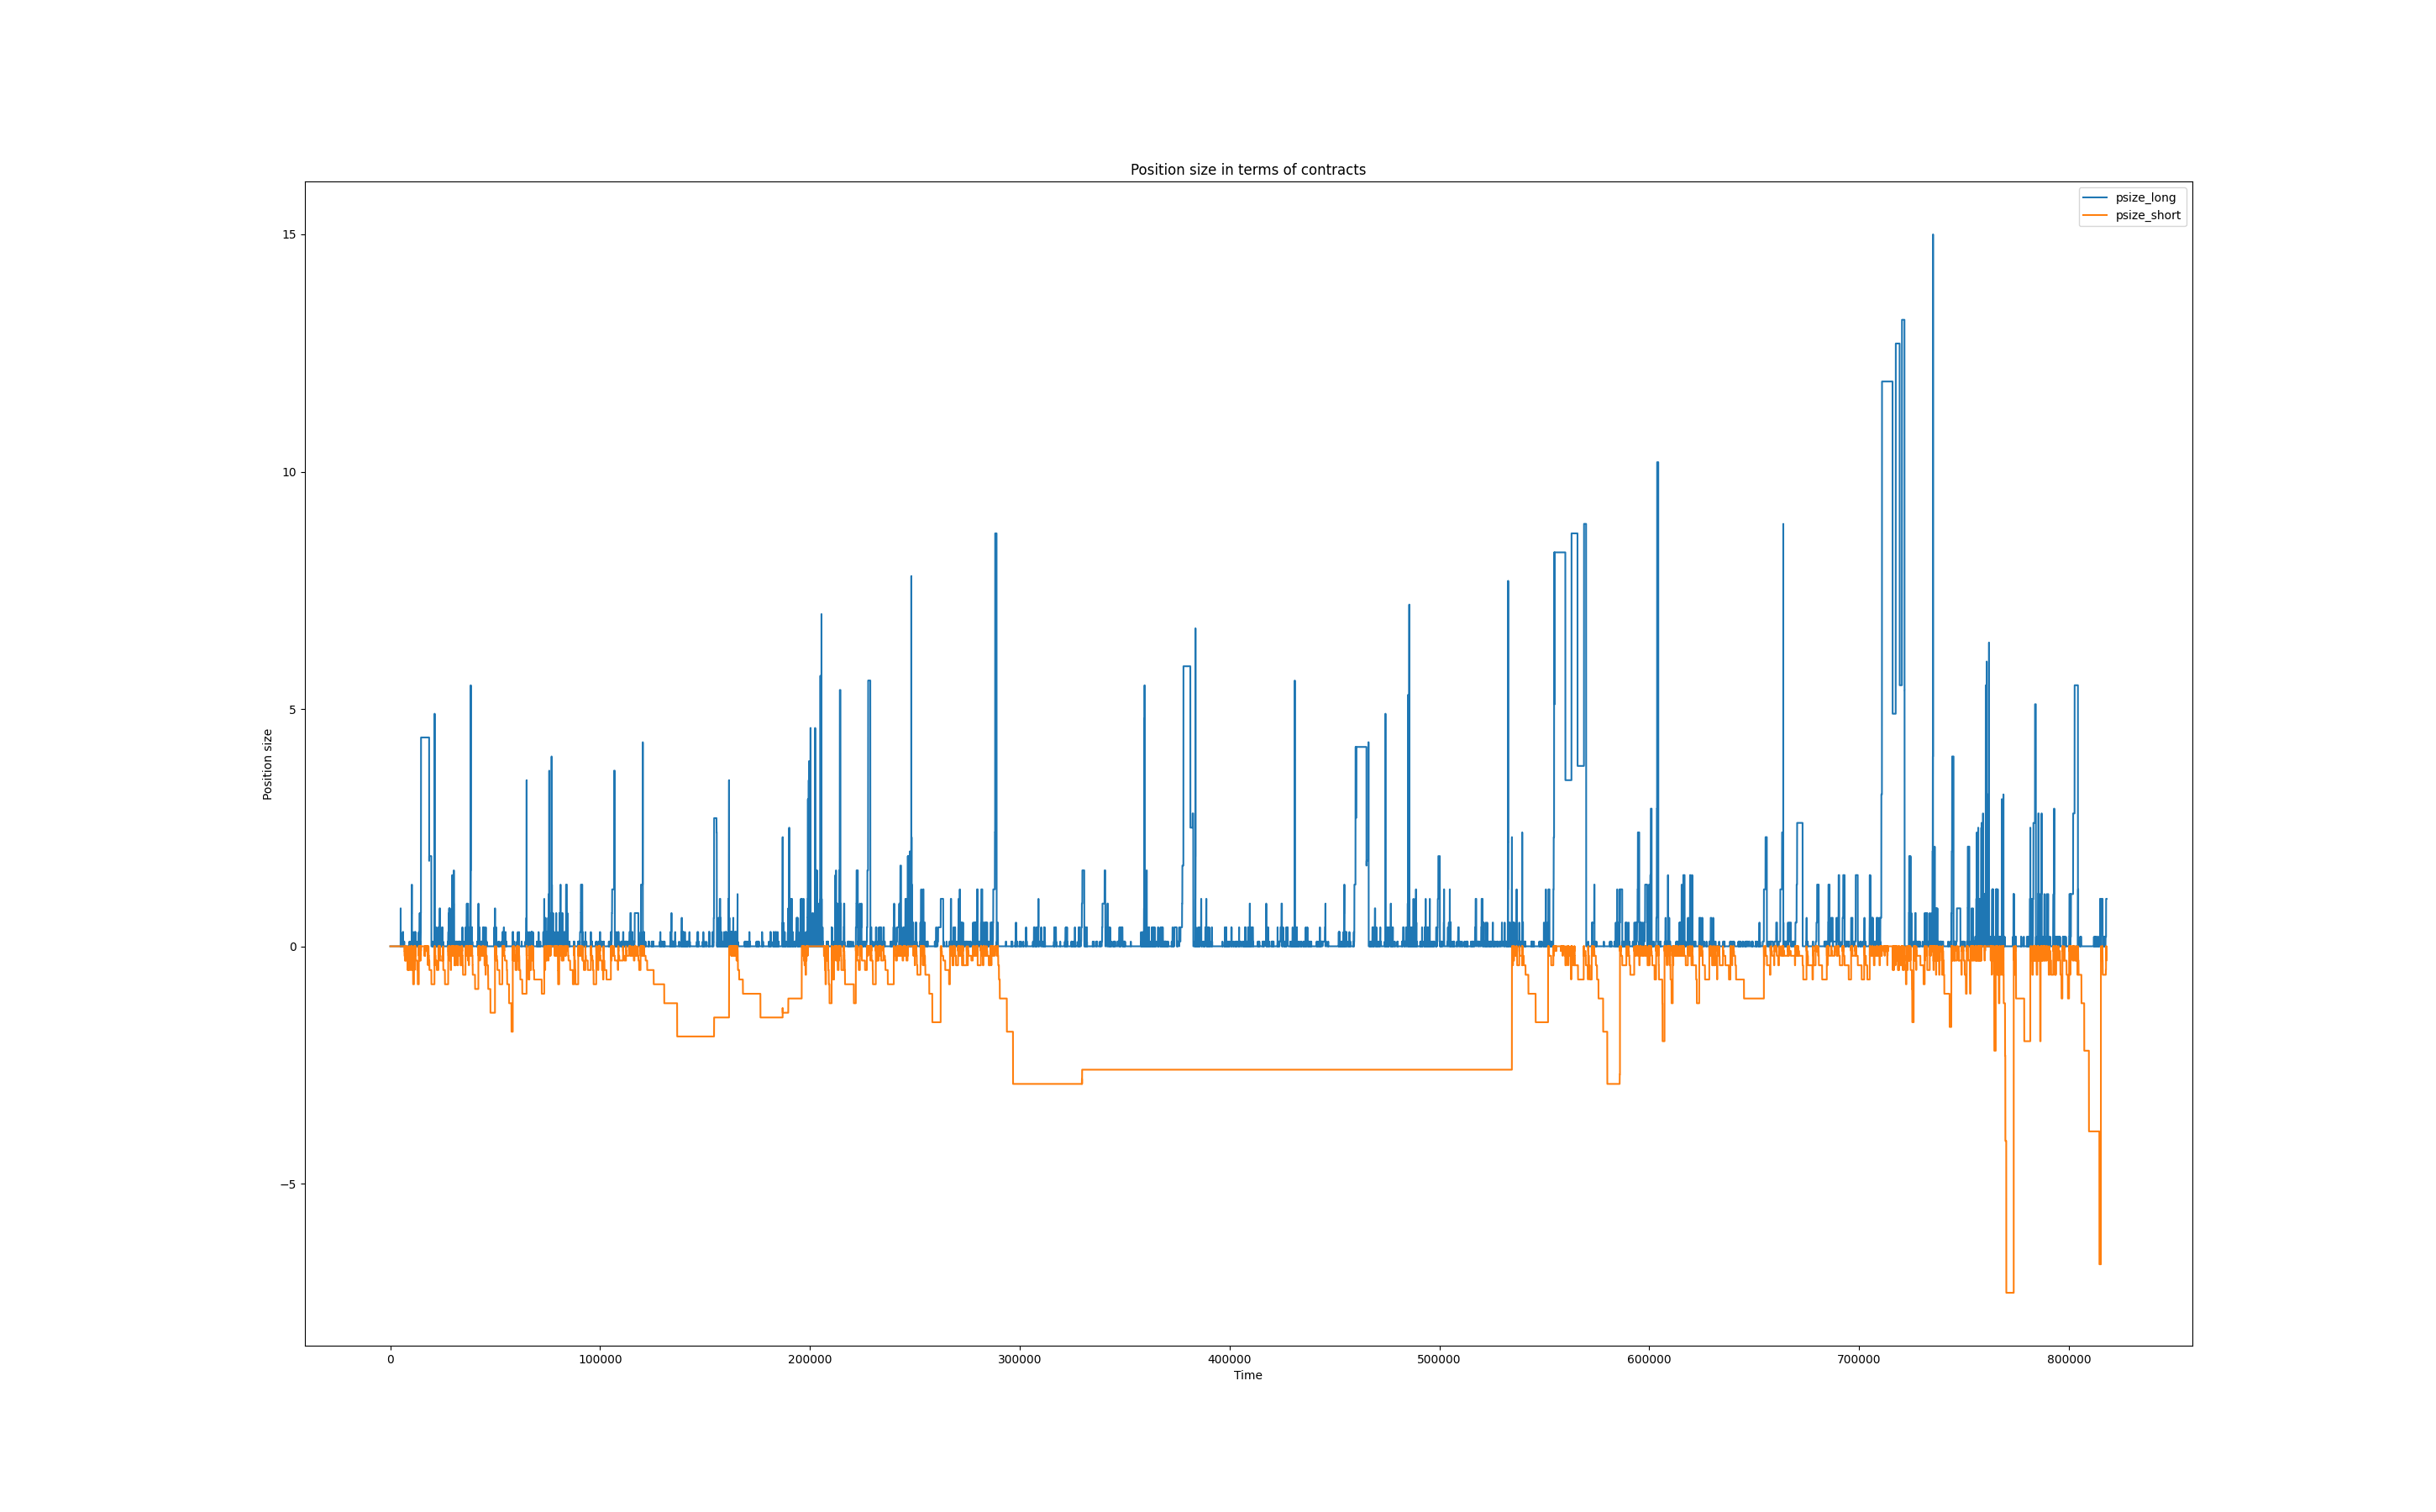 Position size in terms of contracts
psize_long
psize_short
15
10
5
0
−5
Position size
0 100000 200000 300000 400000 500000 600000 700000 800000
Time